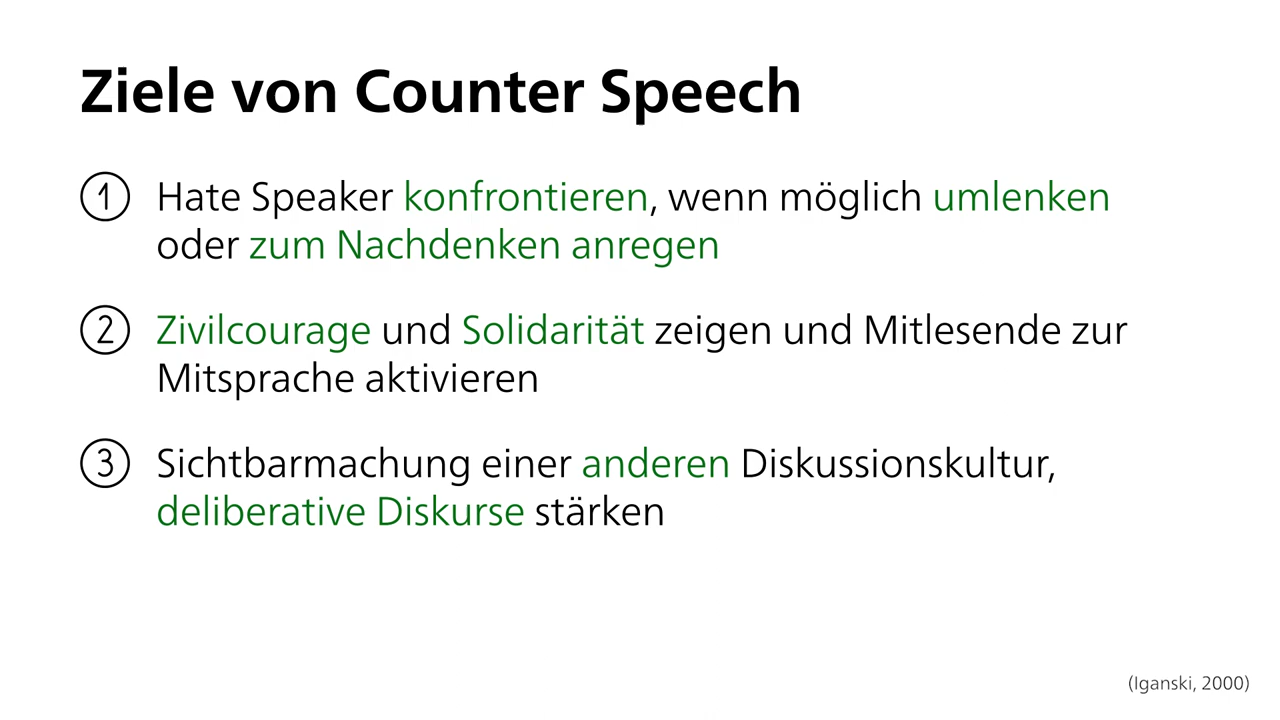 Ziele von Counter Speech
1 Hate Speaker konfrontieren, wenn möglich umlenken
oder zum Nachdenken anregen
2 Zivilcourage und Solidarität zeigen und Mitlesende zur
Mitsprache aktivieren
3 Sichtbarmachung einer anderen Diskussionskultur,
deliberative Diskurse stärken
(Iganski, 2000)